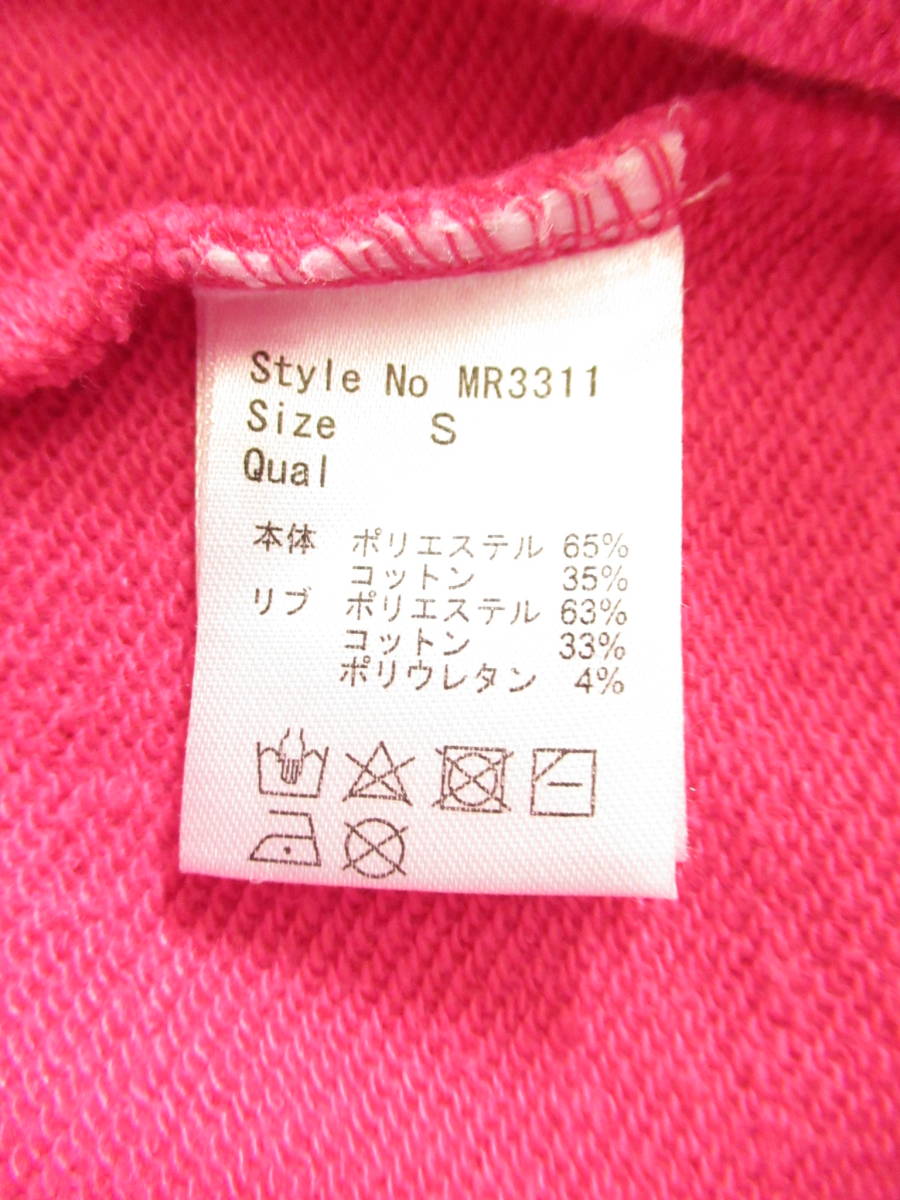 Style No MR3311
Size S
Qual
本体 ポリエステル 65%
コットン 35%
リブ ポリエステル 63%
コットン 33%
ポリウレタン 4%